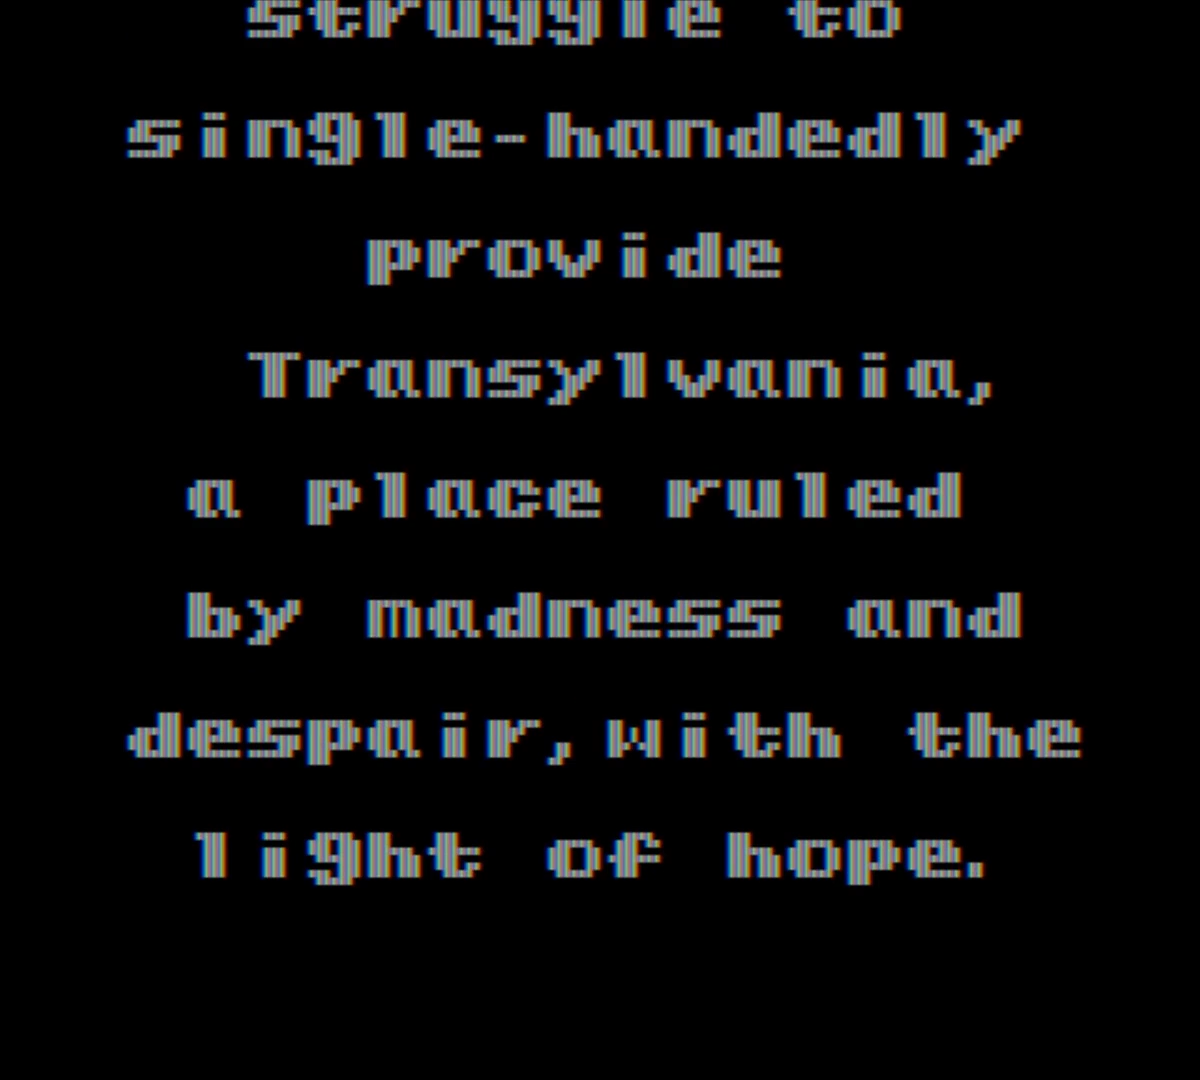 struggle to
single-handedly
provide
Transylvania,
a place ruled
by madness and
despair,with the
light of hope.